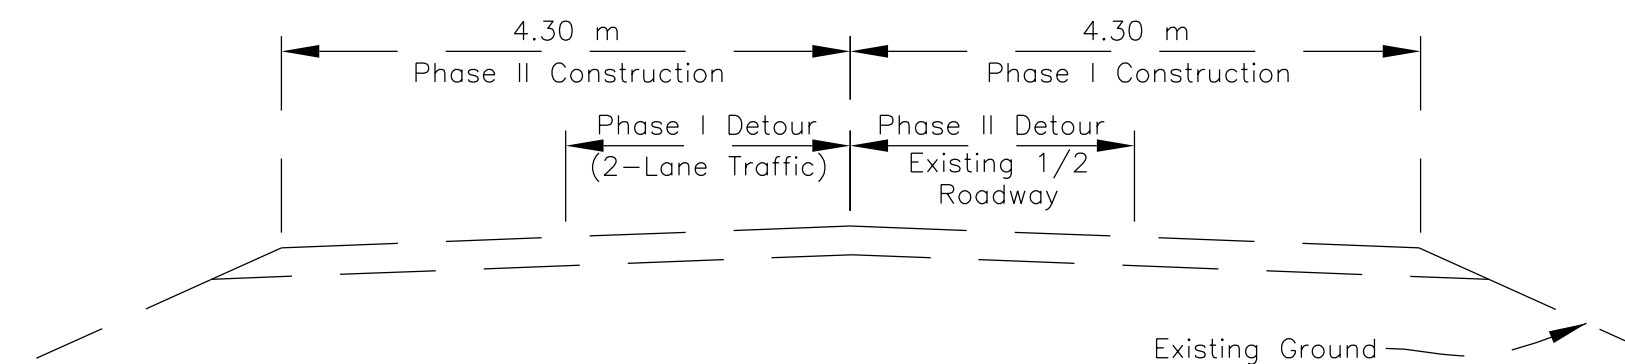 4.30 m
Phase II Construction
4.30 m
Phase I Construction
Phase I Detour
(2-Lane Traffic)
Phase II Detour
Existing 1/2
Roadway
Existing Ground